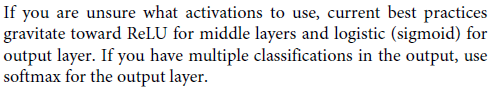 If you are unsure what activations to use, current best practices
gravitate toward ReLU for middle layers and logistic (sigmoid) for
output layer. If you have multiple classifications in the output, use
softmax for the output layer.